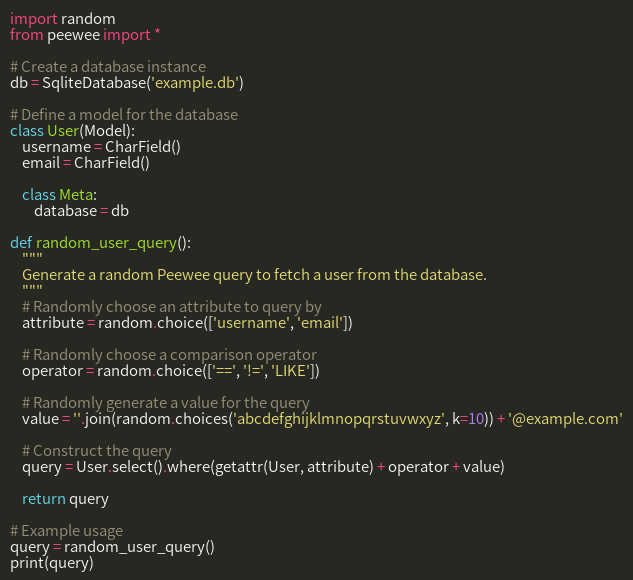 import random
from peewee import *

# Create a database instance
db = SqliteDatabase('example.db')

# Define a model for the database
class User(Model):
    username = CharField()
    email = CharField()

    class Meta:
        database = db

def random_user_query():
    """
    Generate a random Peewee query to fetch a user from the database.
    """
    # Randomly choose an attribute to query by
    attribute = random.choice(['username', 'email'])

    # Randomly choose a comparison operator
    operator = random.choice(['==', '!=', 'LIKE'])

    # Randomly generate a value for the query
    value = ''.join(random.choices('abcdefghijklmnopqrstuvwxyz', k=10)) + '@example.com'

    # Construct the query
    query = User.select().where(getattr(User, attribute) + operator + value)

    return query

# Example usage
query = random_user_query()
print(query)